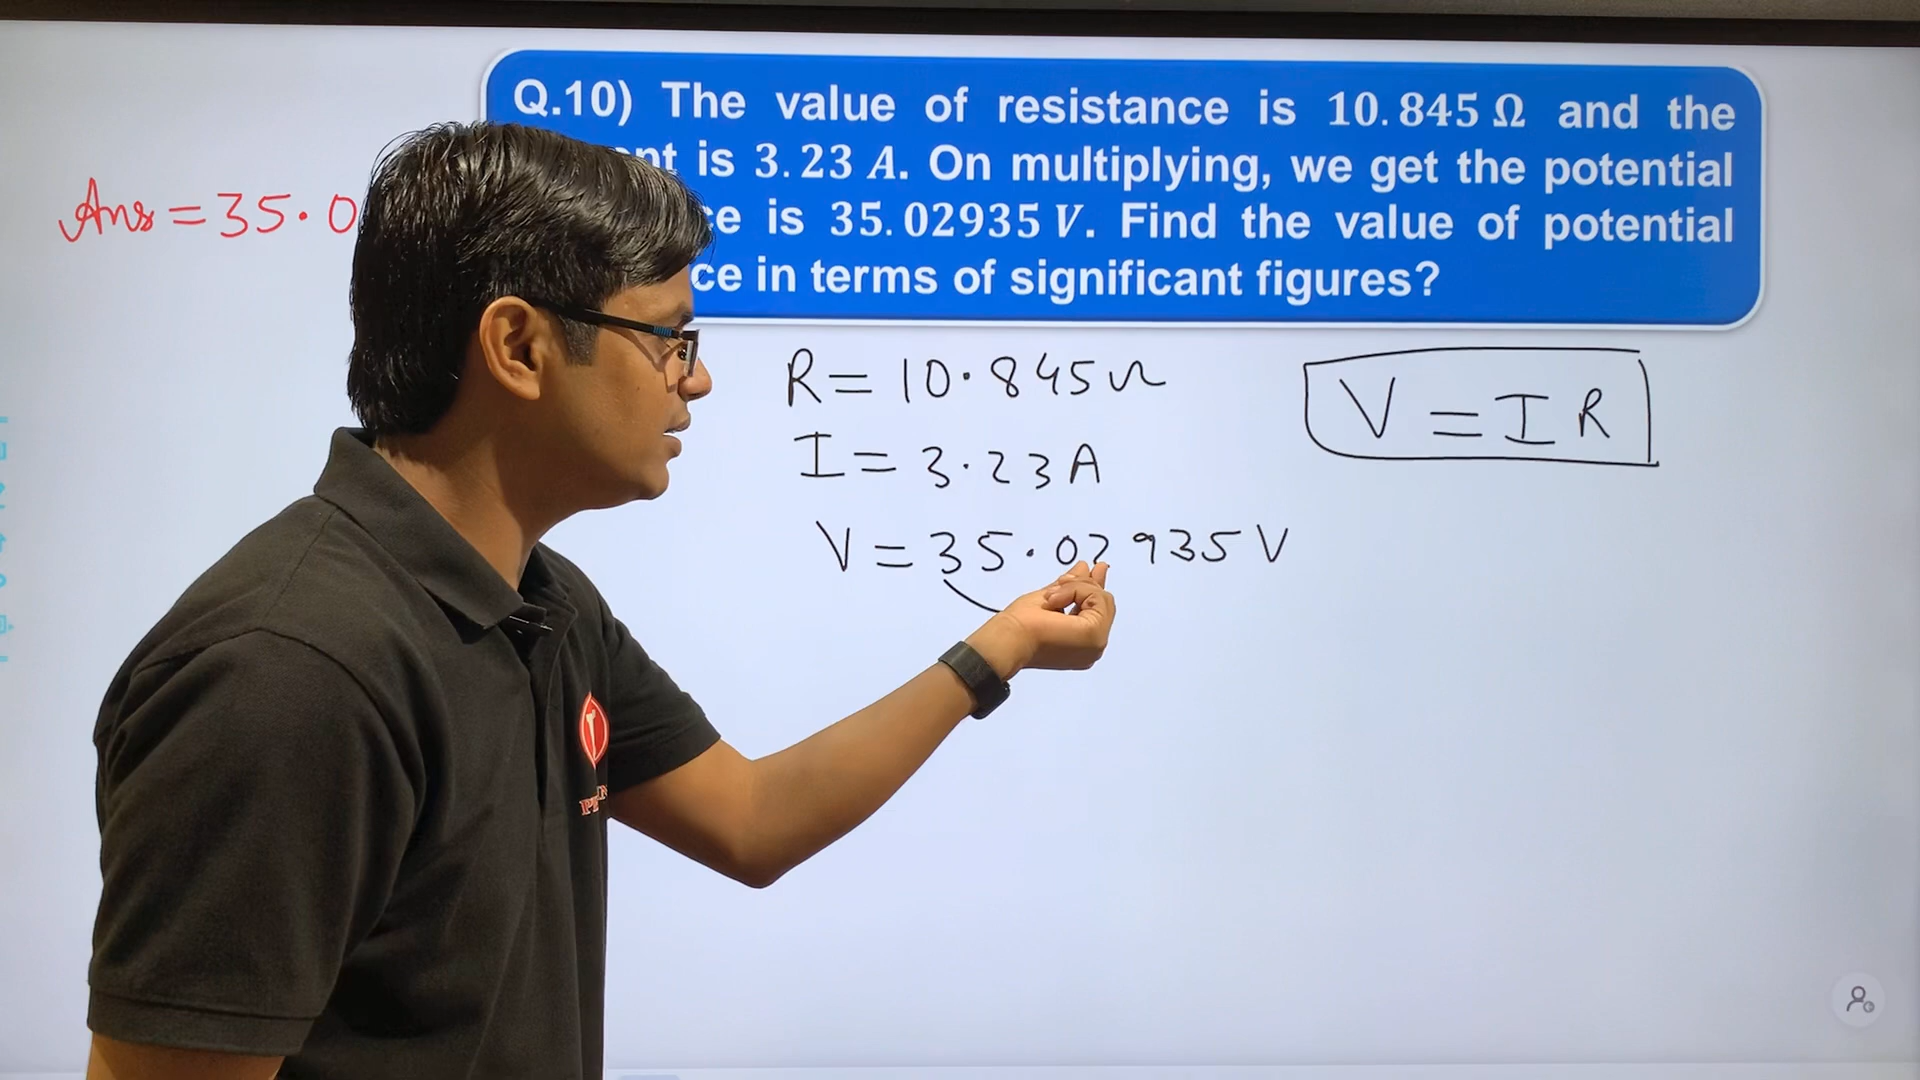 Q.10) The value of resistance is 10.845 Ω and the
is 3.23 A. On multiplying, we get the potential
is 35.02935 V. Find the value of potential
in terms of significant figures?
Ans = 35.0
R = 10.845 Ω
V = I R
I = 3.23 A
V = 35.02935 V